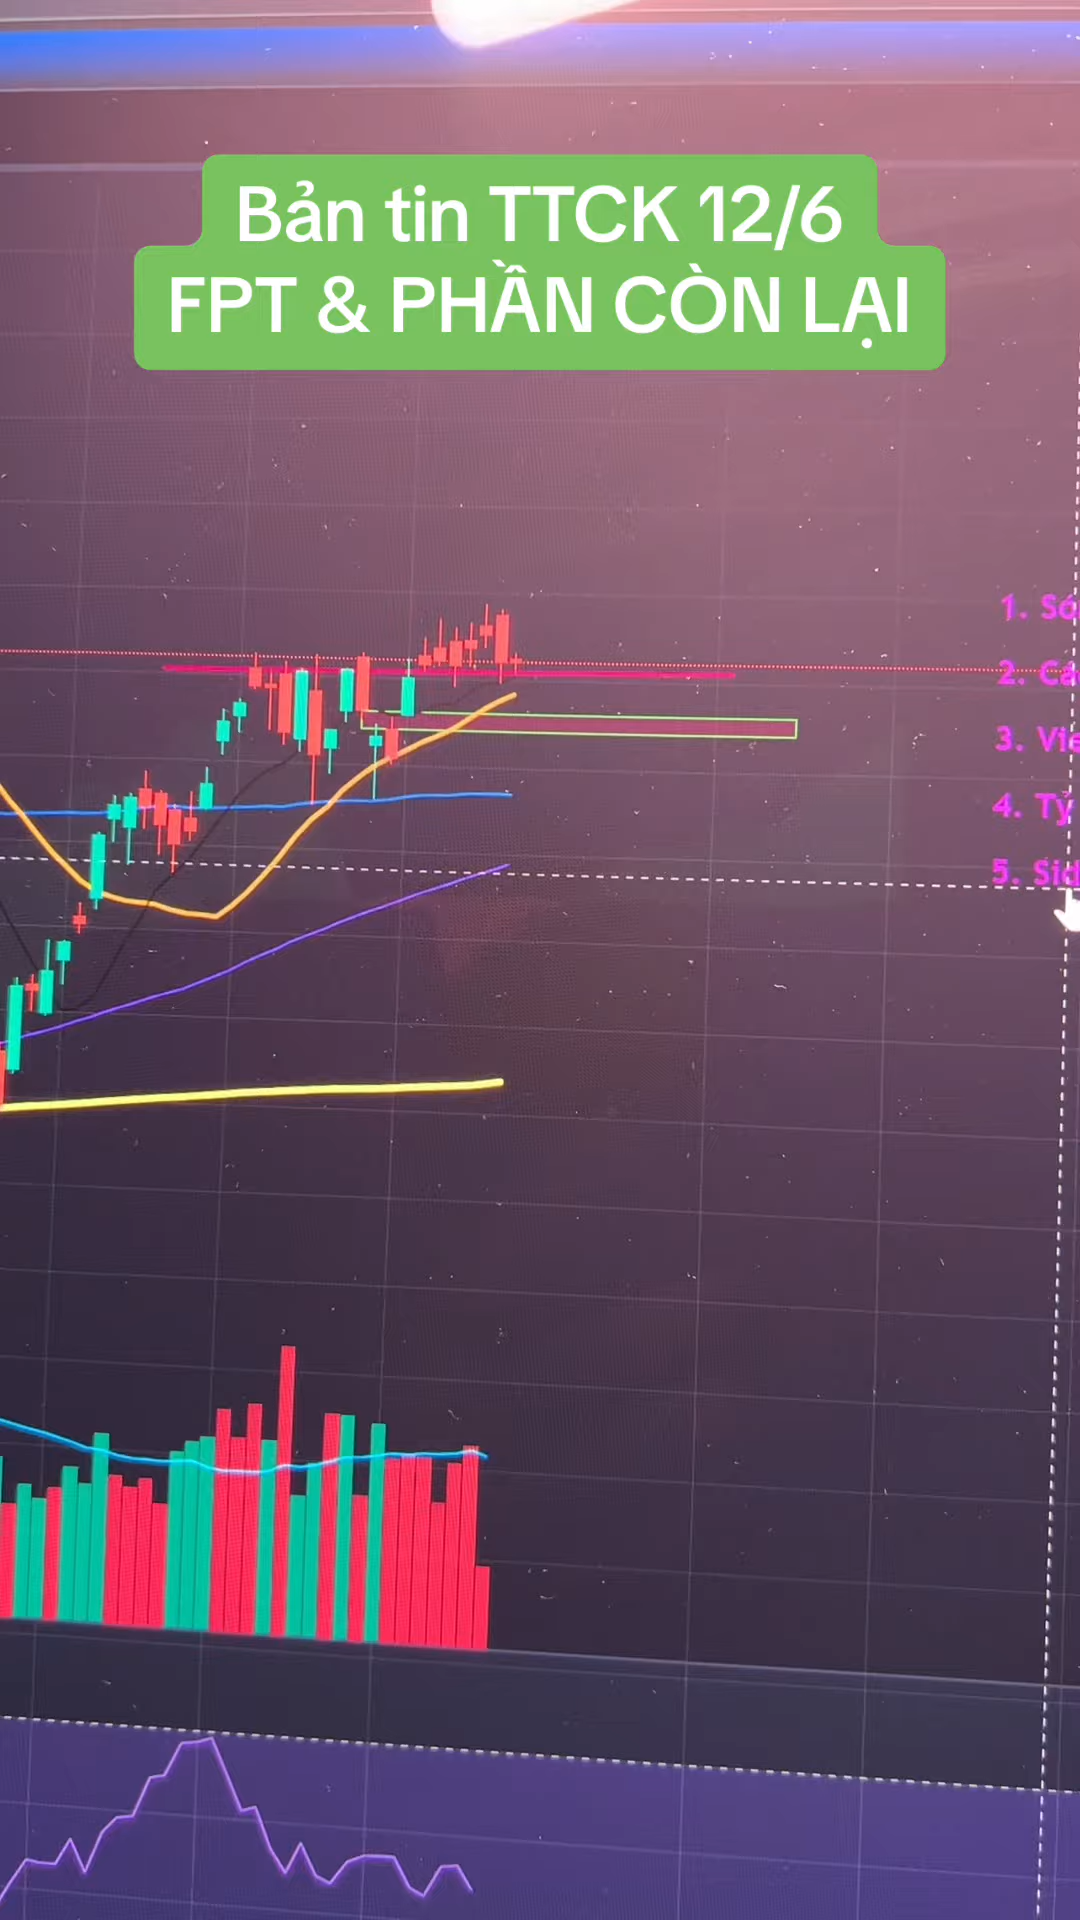 Bản tin TTCK 12/6
FPT & PHẦN CÒN LẠI
1.
2.
3.
4.
5.